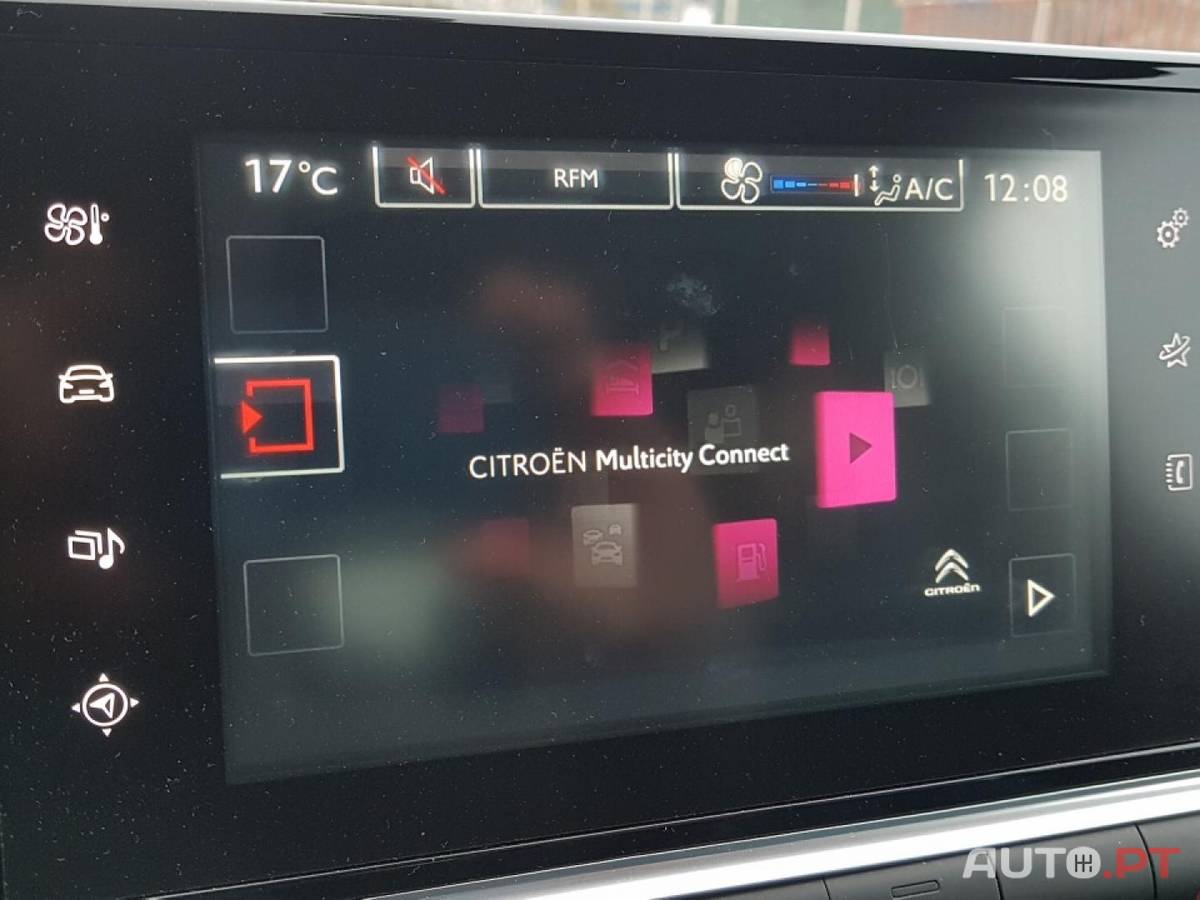 17°C
RFM
A/C
12:08
CITROËN Multicity Connect
CITROËN
AUTO.PT